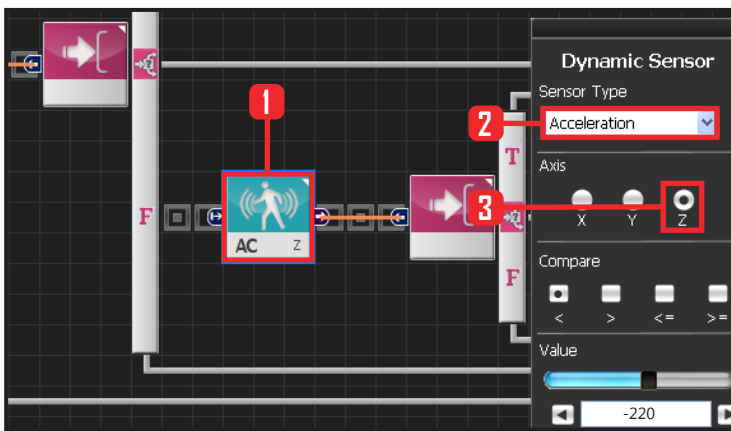 Dynamic Sensor
Sensor Type
Acceleration
Axis
X Y Z
Compare
< > <= >=
Value
-220
1
2
3
T
F
F
AC Z